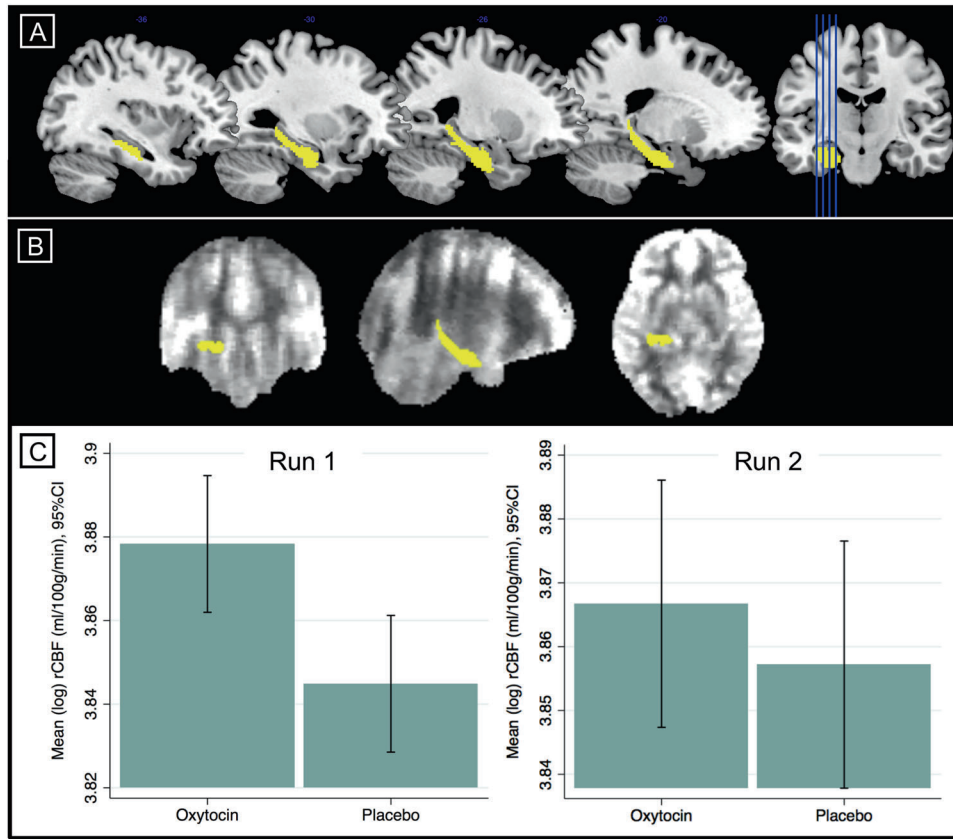 A
-36
-30
-26
-20
B
C
Run 1
Mean (log) rCBF (ml/100g/min), 95%CI
3.9
3.88
3.86
3.84
3.82
Oxytocin
Placebo
Run 2
Mean (log) rCBF (ml/100g/min), 95%CI
3.89
3.88
3.87
3.86
3.85
3.84
Oxytocin
Placebo